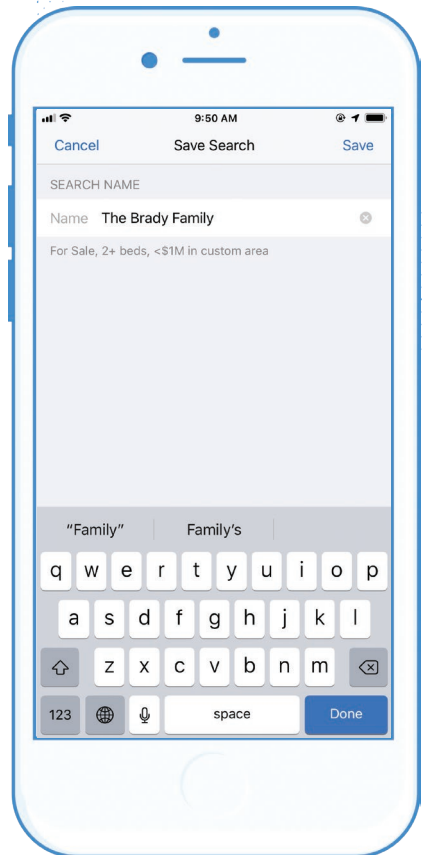 9:50 AM
Cancel Save Search Save
SEARCH NAME
Name The Brady Family
For Sale, 2+ beds, <$1M in custom area
“Family” Family's
q w e r t y u i o p
a s d f g h j k l
z x c v b n m
123 space Done